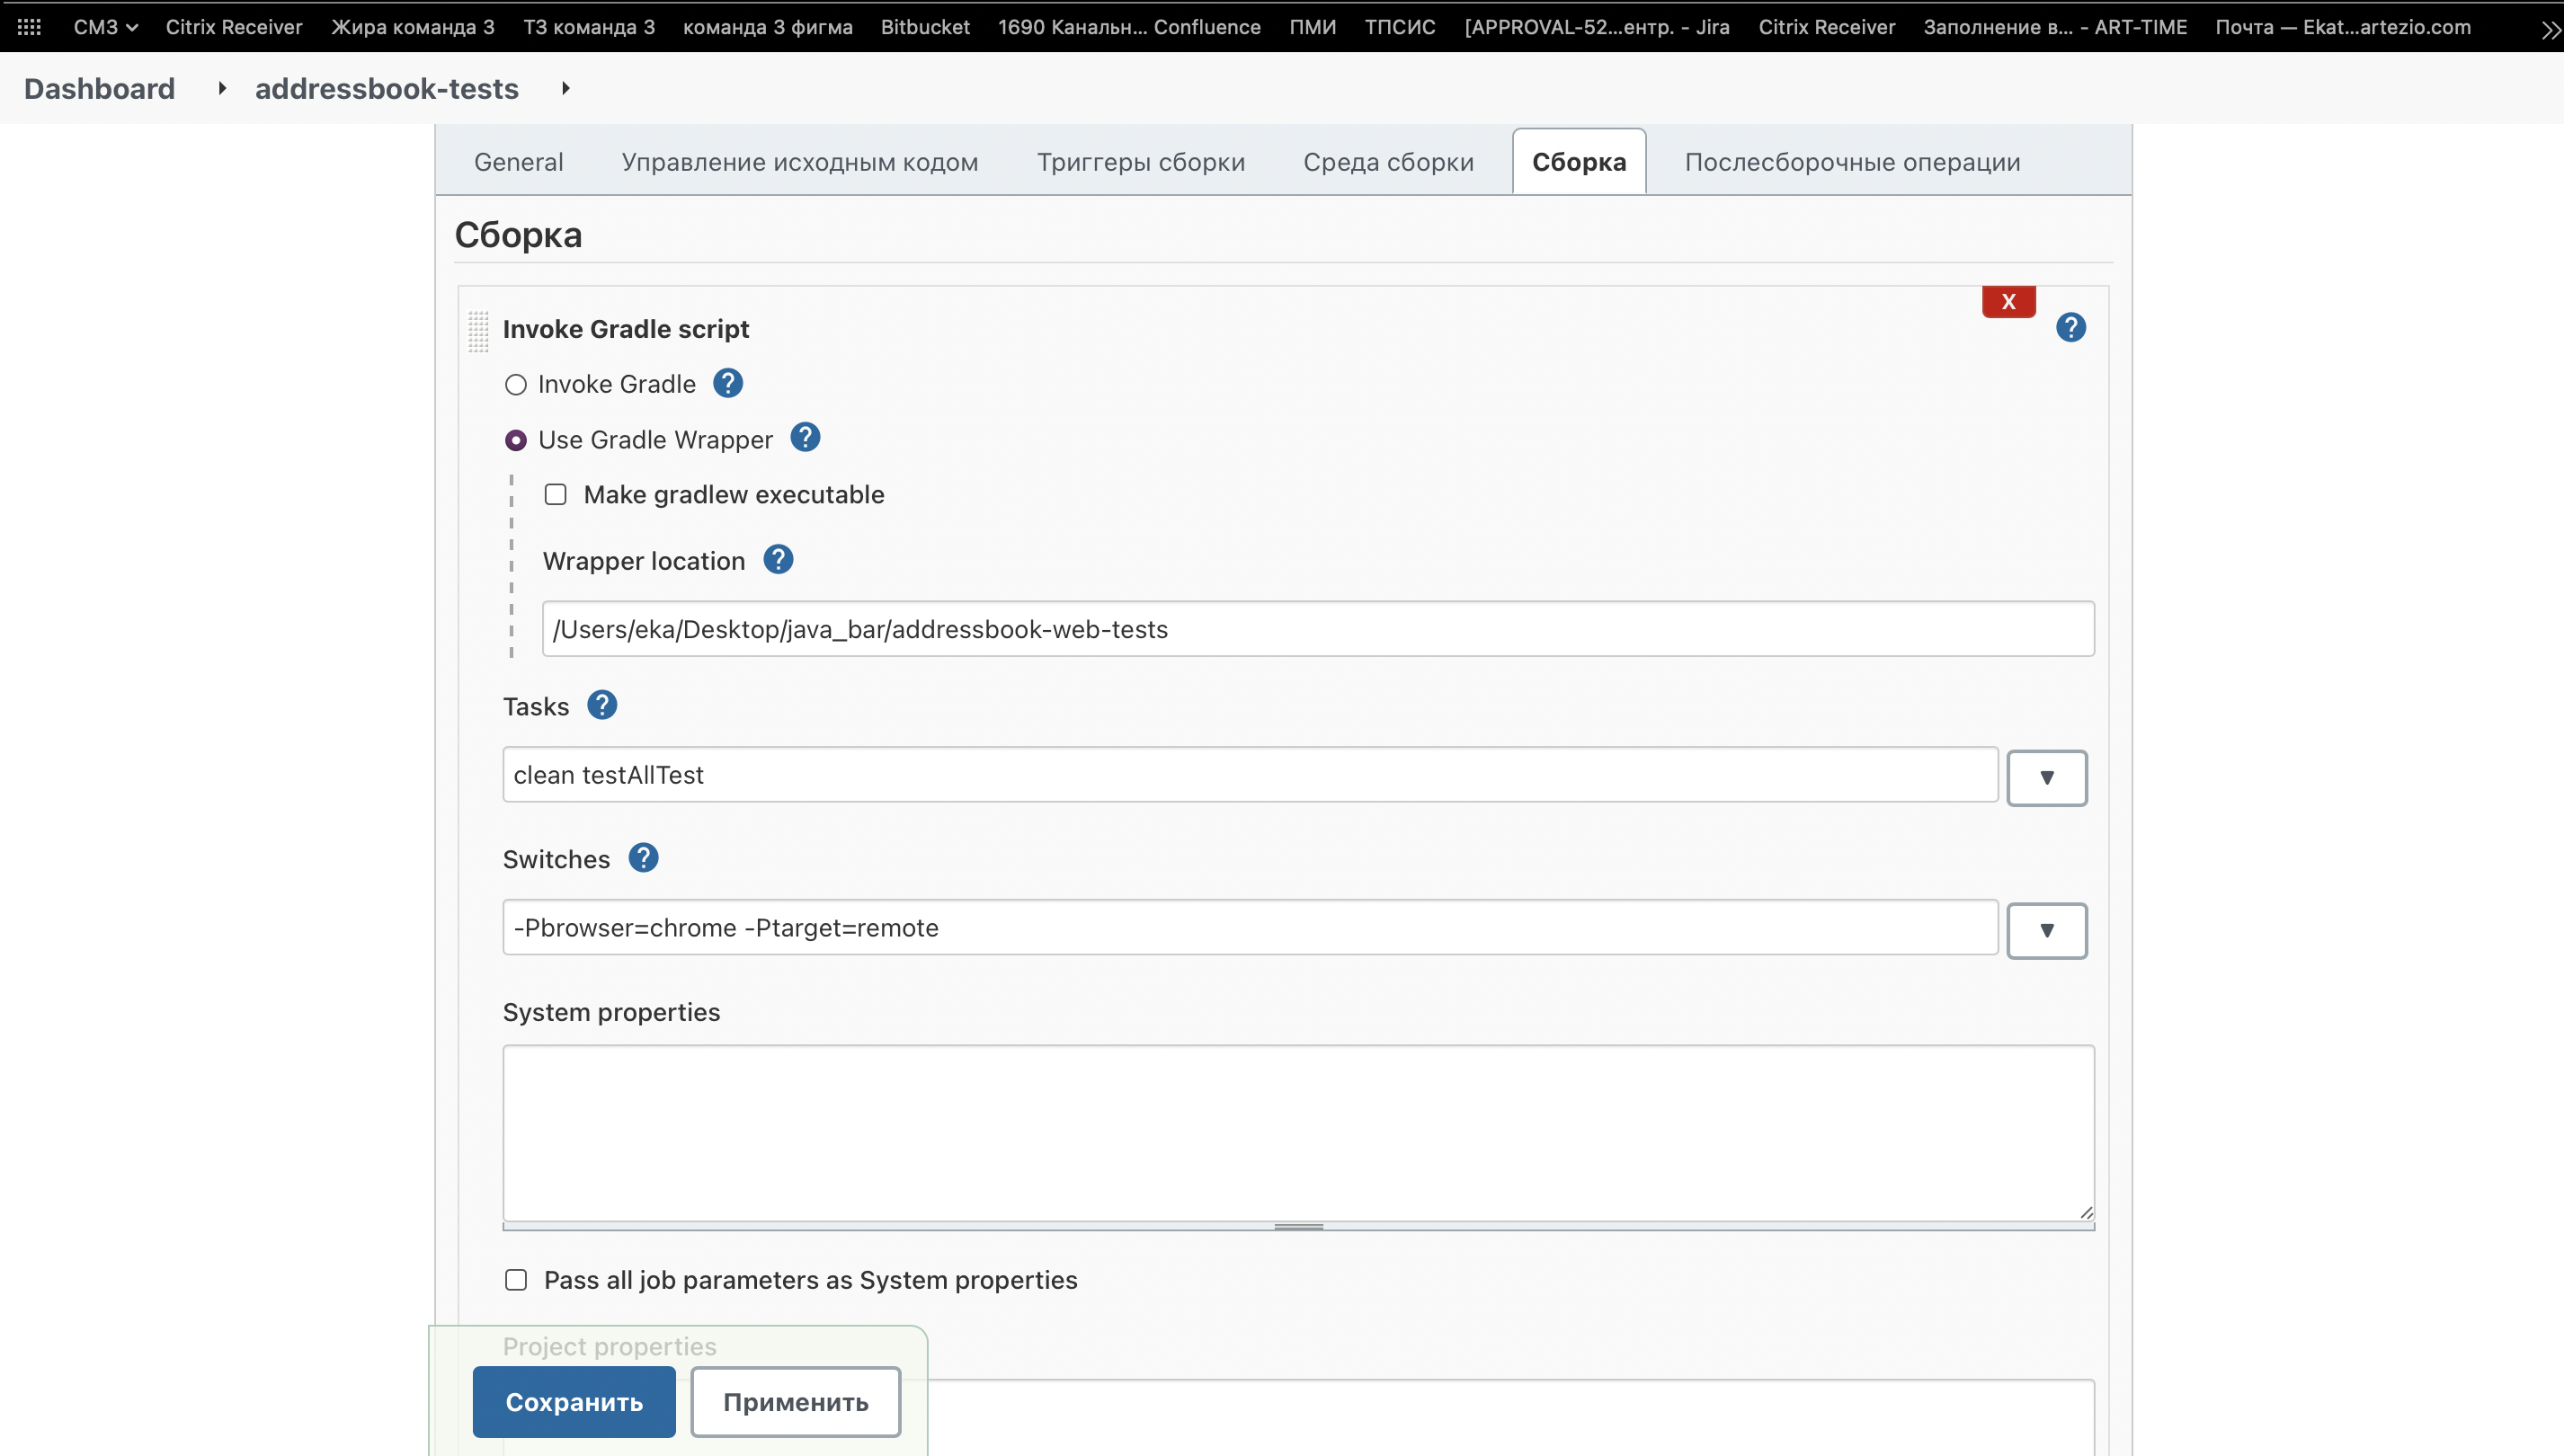 СМЗ Citrix Receiver Жира команда 3 ТЗ команда 3 команда 3 фигма Bitbucket 1690 Канальн... Confluence ПМИ ТПСИС [APPROVAL-52...ентр. - Jira Citrix Receiver Заполнение в... - ART-TIME Почта — Ekat...artezio.com
Dashboard addressbook-tests
General Управление исходным кодом Триггеры сборки Среда сборки Сборка Послесборочные операции
Сборка
X
Invoke Gradle script ?
Invoke Gradle ?
Use Gradle Wrapper ?
Make gradlew executable
Wrapper location ?
/Users/eka/Desktop/java_bar/addressbook-web-tests
Tasks ?
clean testAllTest
Switches ?
-Pbrowser=chrome -Ptarget=remote
System properties
Pass all job parameters as System properties
Project properties
Сохранить Применить